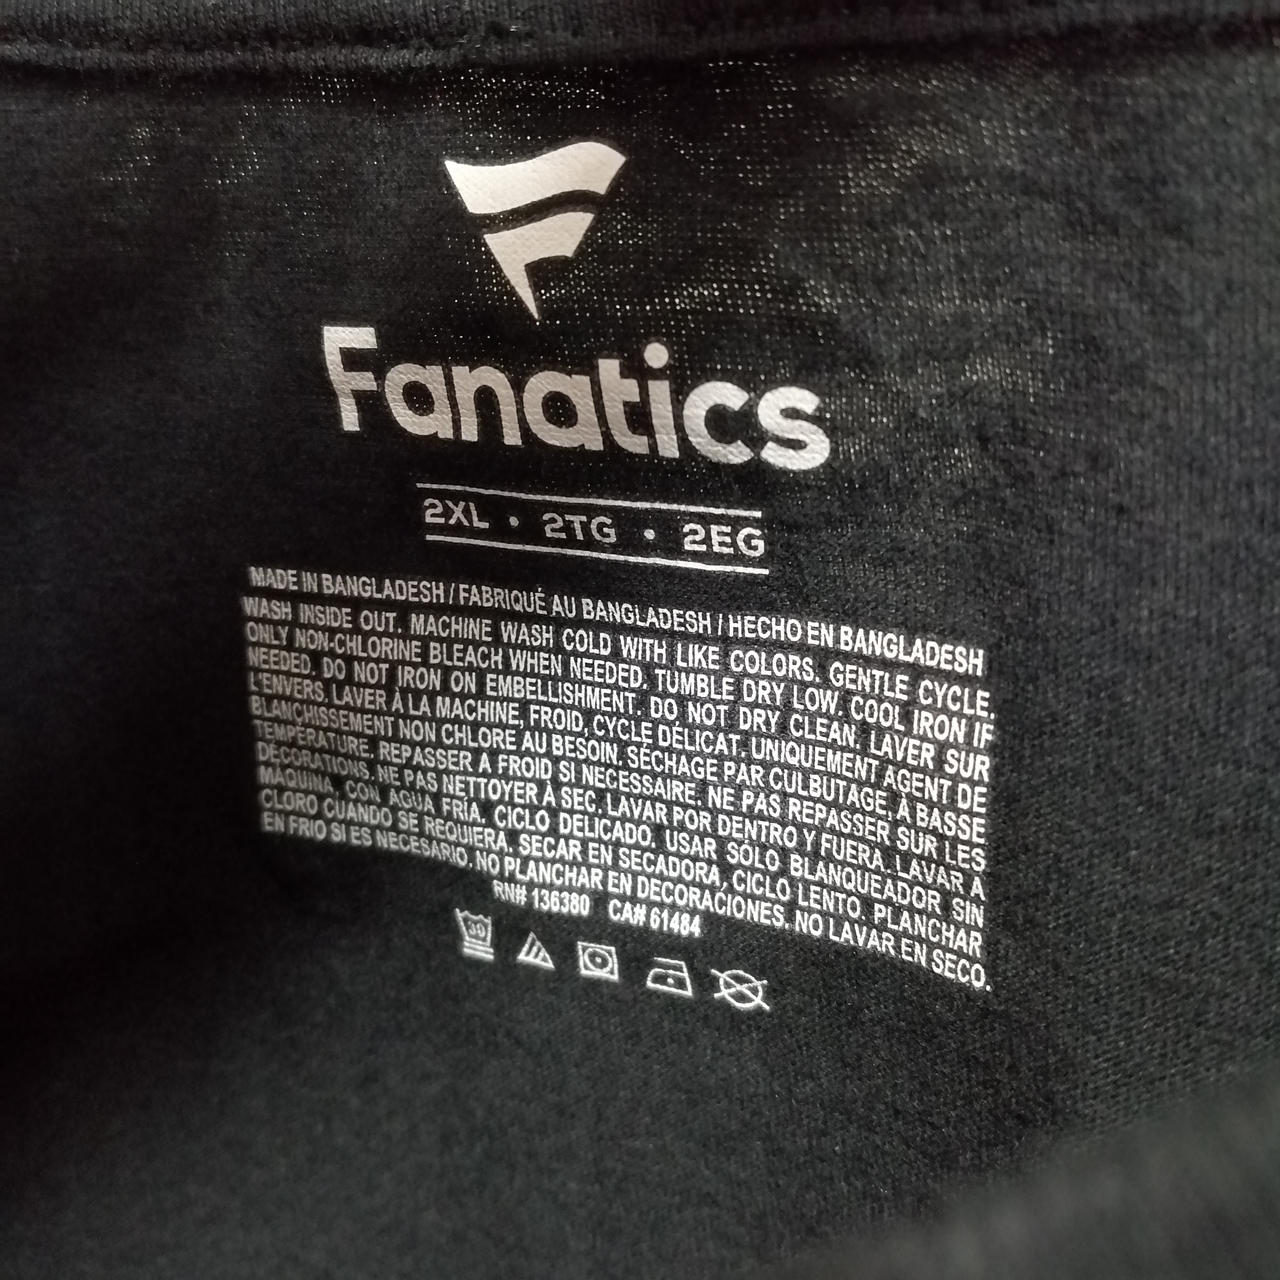 Fanatics
2XL • 2TG • 2EG
MADE IN BANGLADESH / FABRIQUÉ AU BANGLADESH / HECHO EN BANGLADESH
WASH INSIDE OUT. MACHINE WASH COLD WITH LIKE COLORS. GENTLE CYCLE.
ONLY NON-CHLORINE BLEACH WHEN NEEDED. TUMBLE DRY LOW. COOL IRON IF
NEEDED. DO NOT IRON ON EMBELLISHMENT. DO NOT DRY CLEAN. LAVER SUR
L'ENVERS. LAVER À LA MACHINE, FROID, CYCLE DÉLICAT. UNIQUEMENT AGENT DE
BLANCHISSEMENT NON CHLORE AU BESOIN. SÉCHAGE PAR CULBUTAGE, À BASSE
TEMPÉRATURE. REPASSER A FROID SI NECESSAIRE. NE PAS REPASSER SUR LES
DÉCORATIONS. NE PAS NETTOYER À SEC. LAVAR POR DENTRO Y FUERA. LAVAR A
MÁQUINA, CON AGUA FRÍA. CICLO DELICADO. USAR SÓLO BLANQUEADOR SIN
CLORO CUANDO SE REQUIERA. SECAR EN SECADORA, CICLO LENTO. PLANCHAR
EN FRIO SI ES NECESARIO. NO PLANCHAR EN DECORACIONES. NO LAVAR EN SECO.
RN# 136380 CA# 61484
30